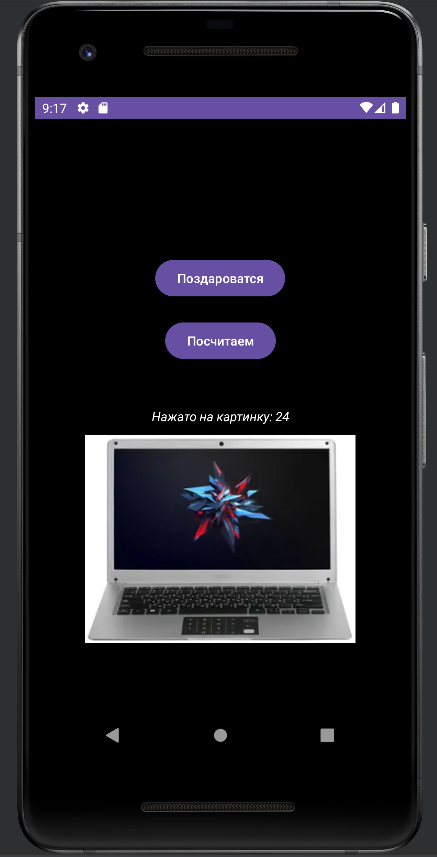 9:17
Поздароватся
Посчитаем
Нажато на картинку: 24